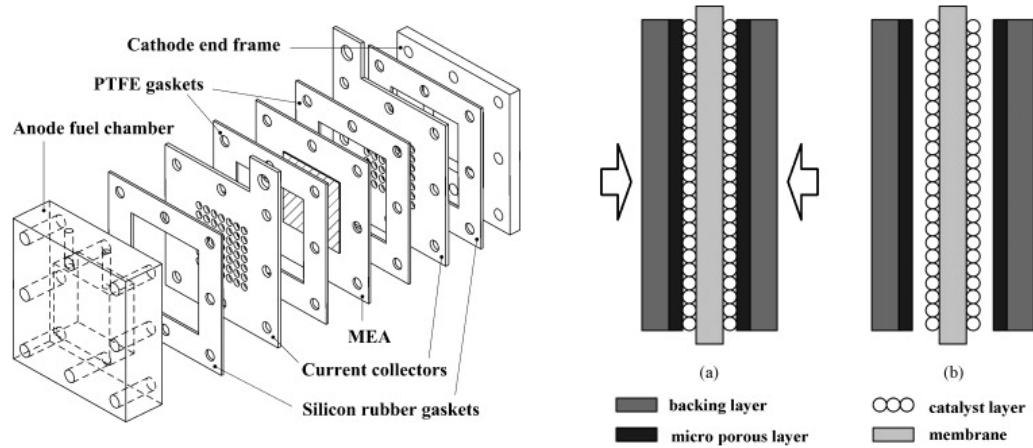 Cathode end frame
PTFE gaskets
Anode fuel chamber
MEA
Current collectors
Silicon rubber gaskets
(a)
(b)
backing layer
catalyst layer
micro porous layer
membrane